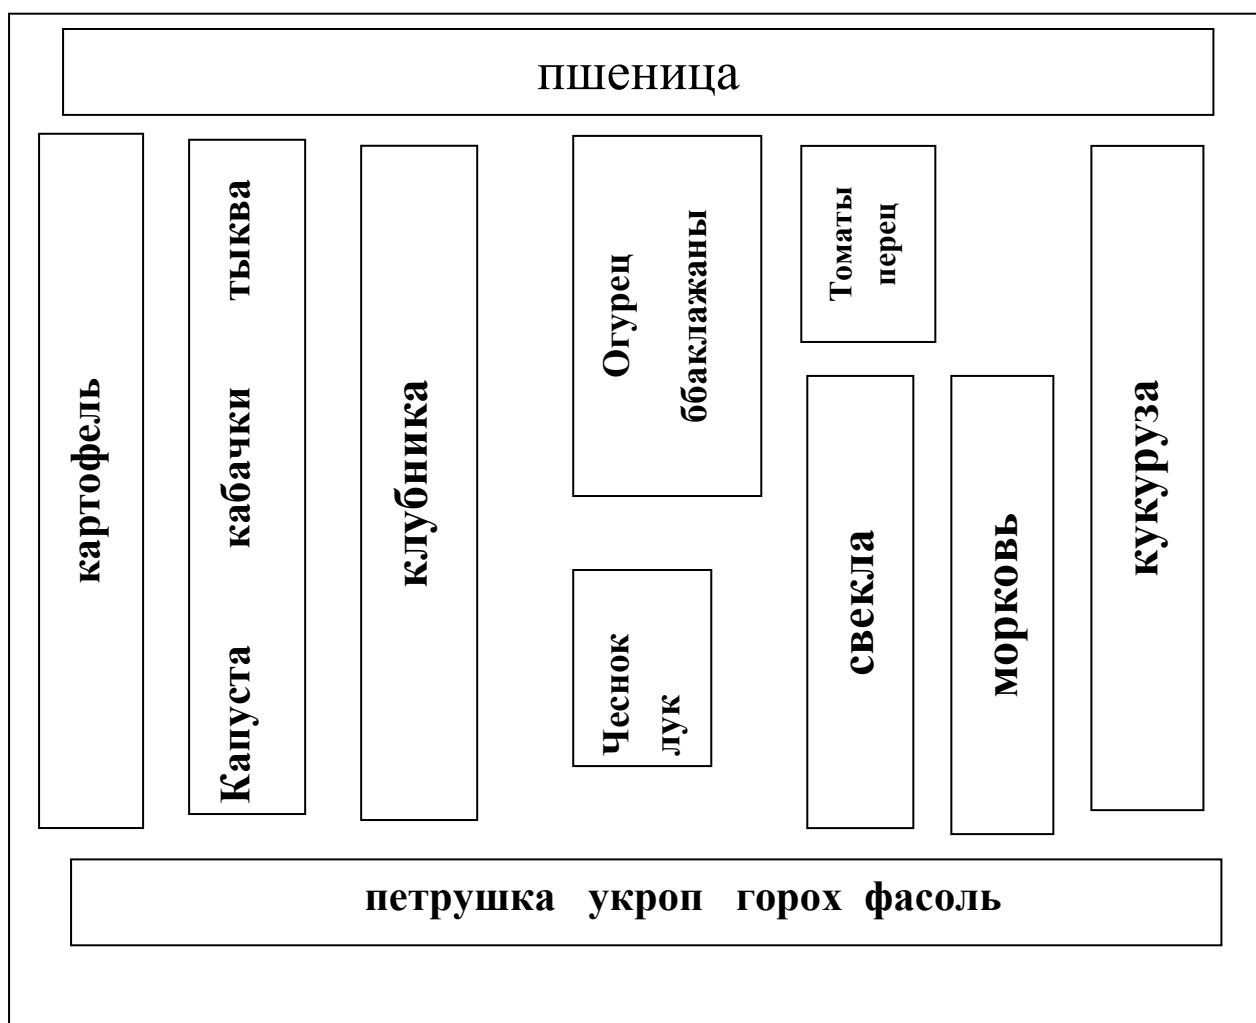 пшеница
картофель
Капуста кабачки тыква
клубника
Огурец
ббаклажаны
Чеснок
лук
Томаты
перец
свекла
морковь
кукуруза
петрушка укроп горох фасоль